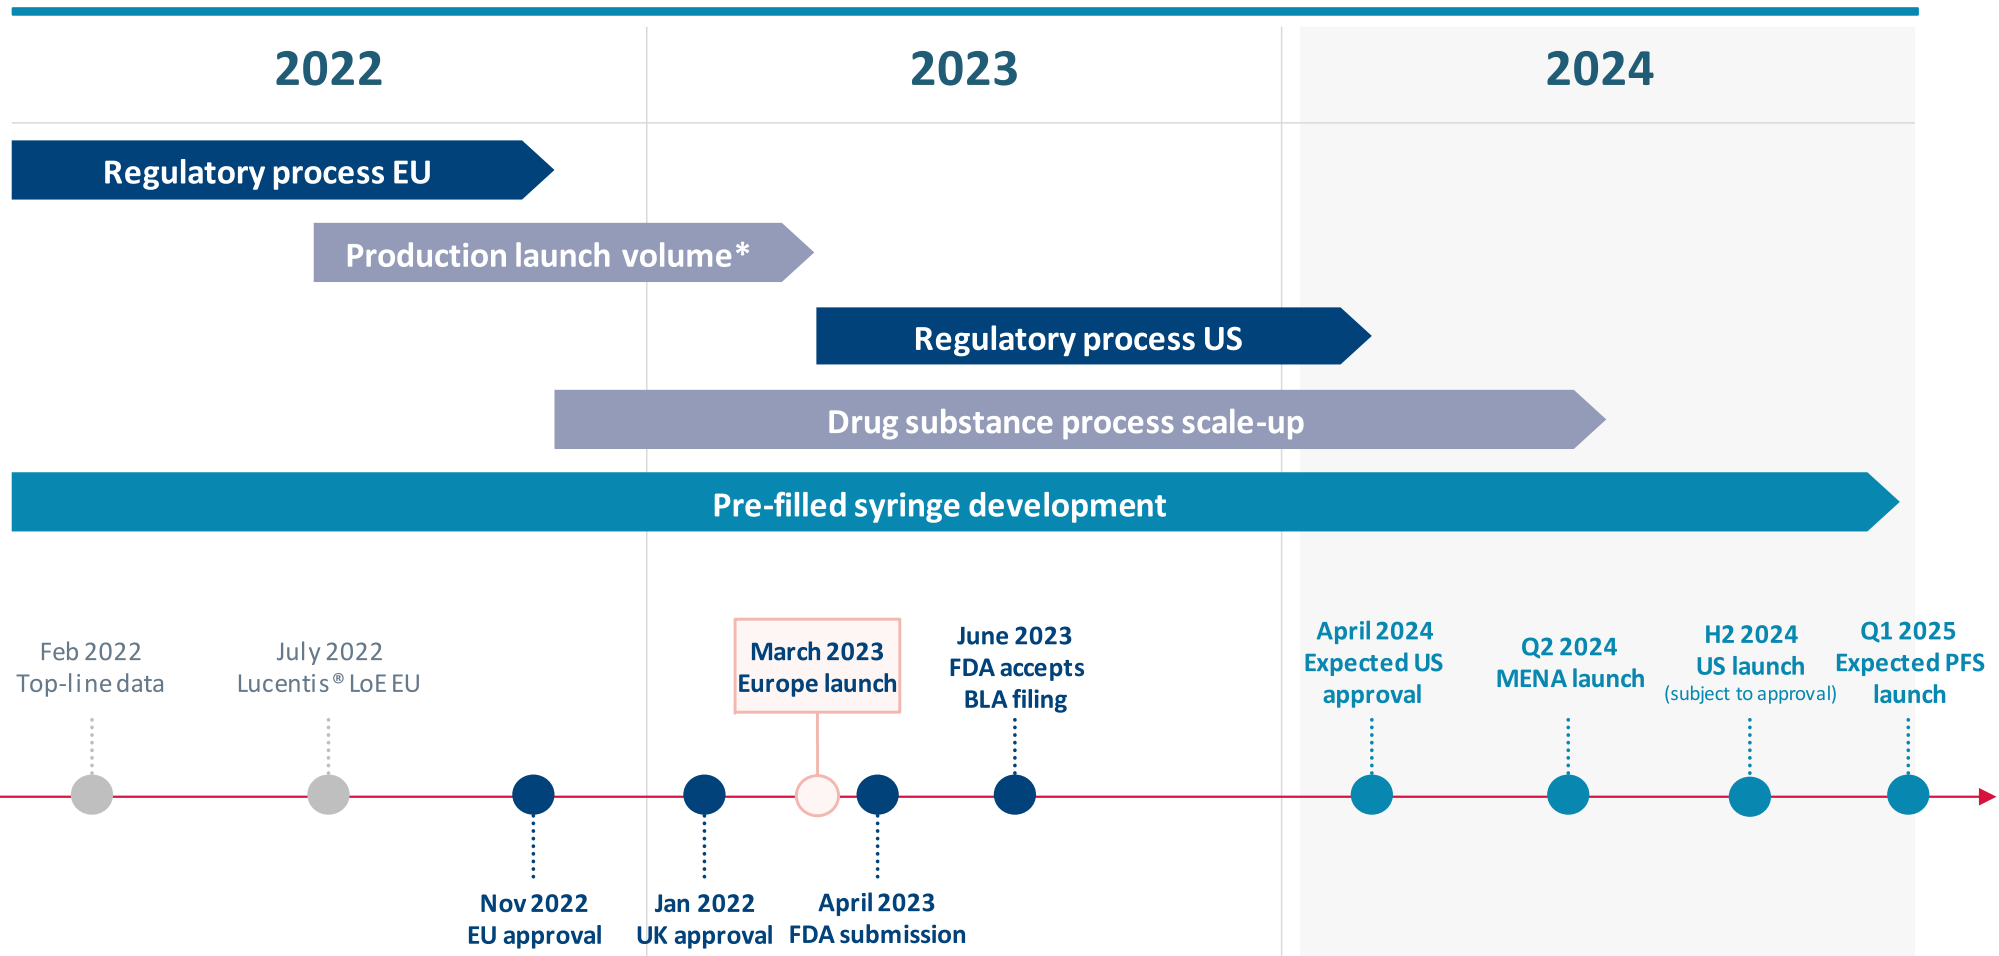 2022
2023
2024
Regulatory process EU
Production launch volume*
Regulatory process US
Drug substance process scale-up
Pre-filled syringe development
Feb 2022
Top-line data
July 2022
Lucentis® LoE EU
March 2023
Europe launch
June 2023
FDA accepts
BLA filing
April 2024
Expected US
approval
Q2 2024
MENA launch
H2 2024
US launch
(subject to approval)
Q1 2025
Expected PFS
launch
Nov 2022
EU approval
Jan 2022
UK approval
April 2023
FDA submission